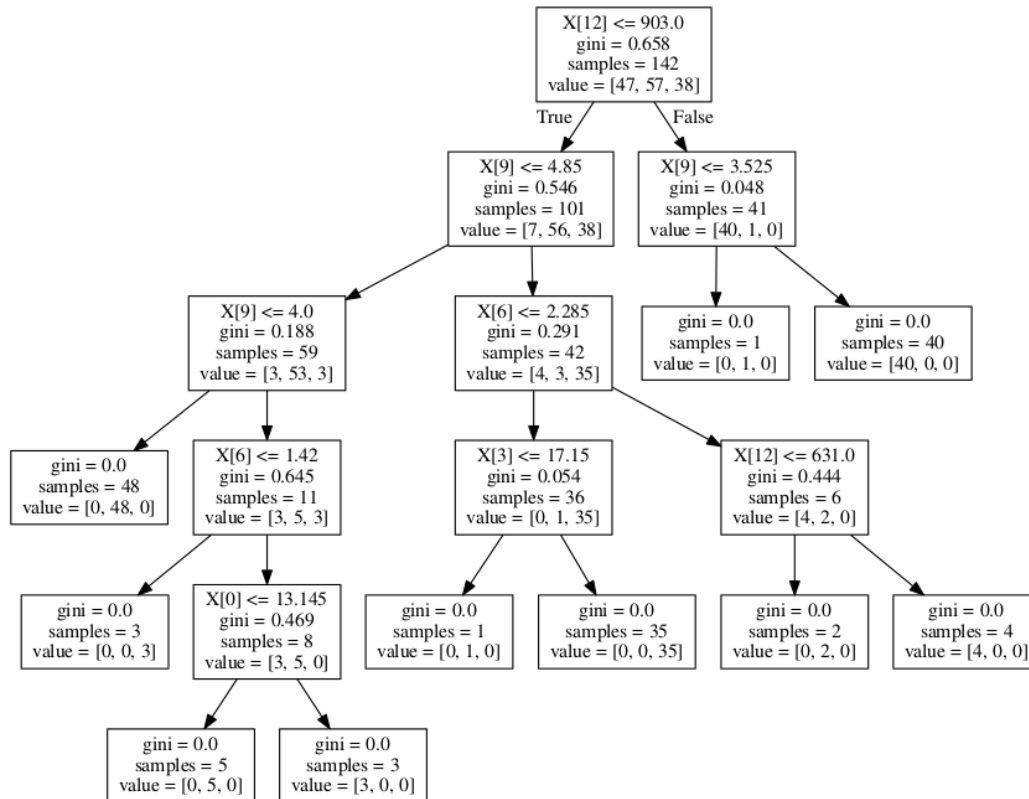 X[12] <= 903.0
gini = 0.658
samples = 142
value = [47, 57, 38]
True
False
X[9] <= 4.85
gini = 0.546
samples = 101
value = [7, 56, 38]
X[9] <= 3.525
gini = 0.048
samples = 41
value = [40, 1, 0]
X[9] <= 4.0
gini = 0.188
samples = 59
value = [3, 53, 3]
X[6] <= 2.285
gini = 0.291
samples = 42
value = [4, 3, 35]
gini = 0.0
samples = 1
value = [0, 1, 0]
gini = 0.0
samples = 40
value = [40, 0, 0]
gini = 0.0
samples = 48
value = [0, 48, 0]
X[6] <= 1.42
gini = 0.645
samples = 11
value = [3, 5, 3]
X[3] <= 17.15
gini = 0.054
samples = 36
value = [0, 1, 35]
X[12] <= 631.0
gini = 0.444
samples = 6
value = [4, 2, 0]
gini = 0.0
samples = 3
value = [0, 0, 3]
X[0] <= 13.145
gini = 0.469
samples = 8
value = [3, 5, 0]
gini = 0.0
samples = 1
value = [0, 1, 0]
gini = 0.0
samples = 35
value = [0, 0, 35]
gini = 0.0
samples = 2
value = [0, 2, 0]
gini = 0.0
samples = 4
value = [4, 0, 0]
gini = 0.0
samples = 5
value = [0, 5, 0]
gini = 0.0
samples = 3
value = [3, 0, 0]